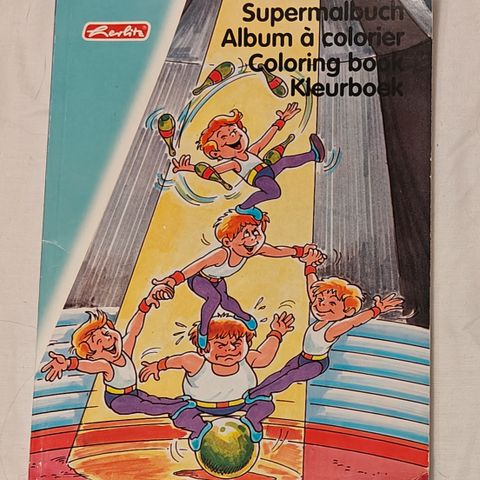 Herlitz
Supermalbuch
Album à colorier
Coloring book
Kleurboek